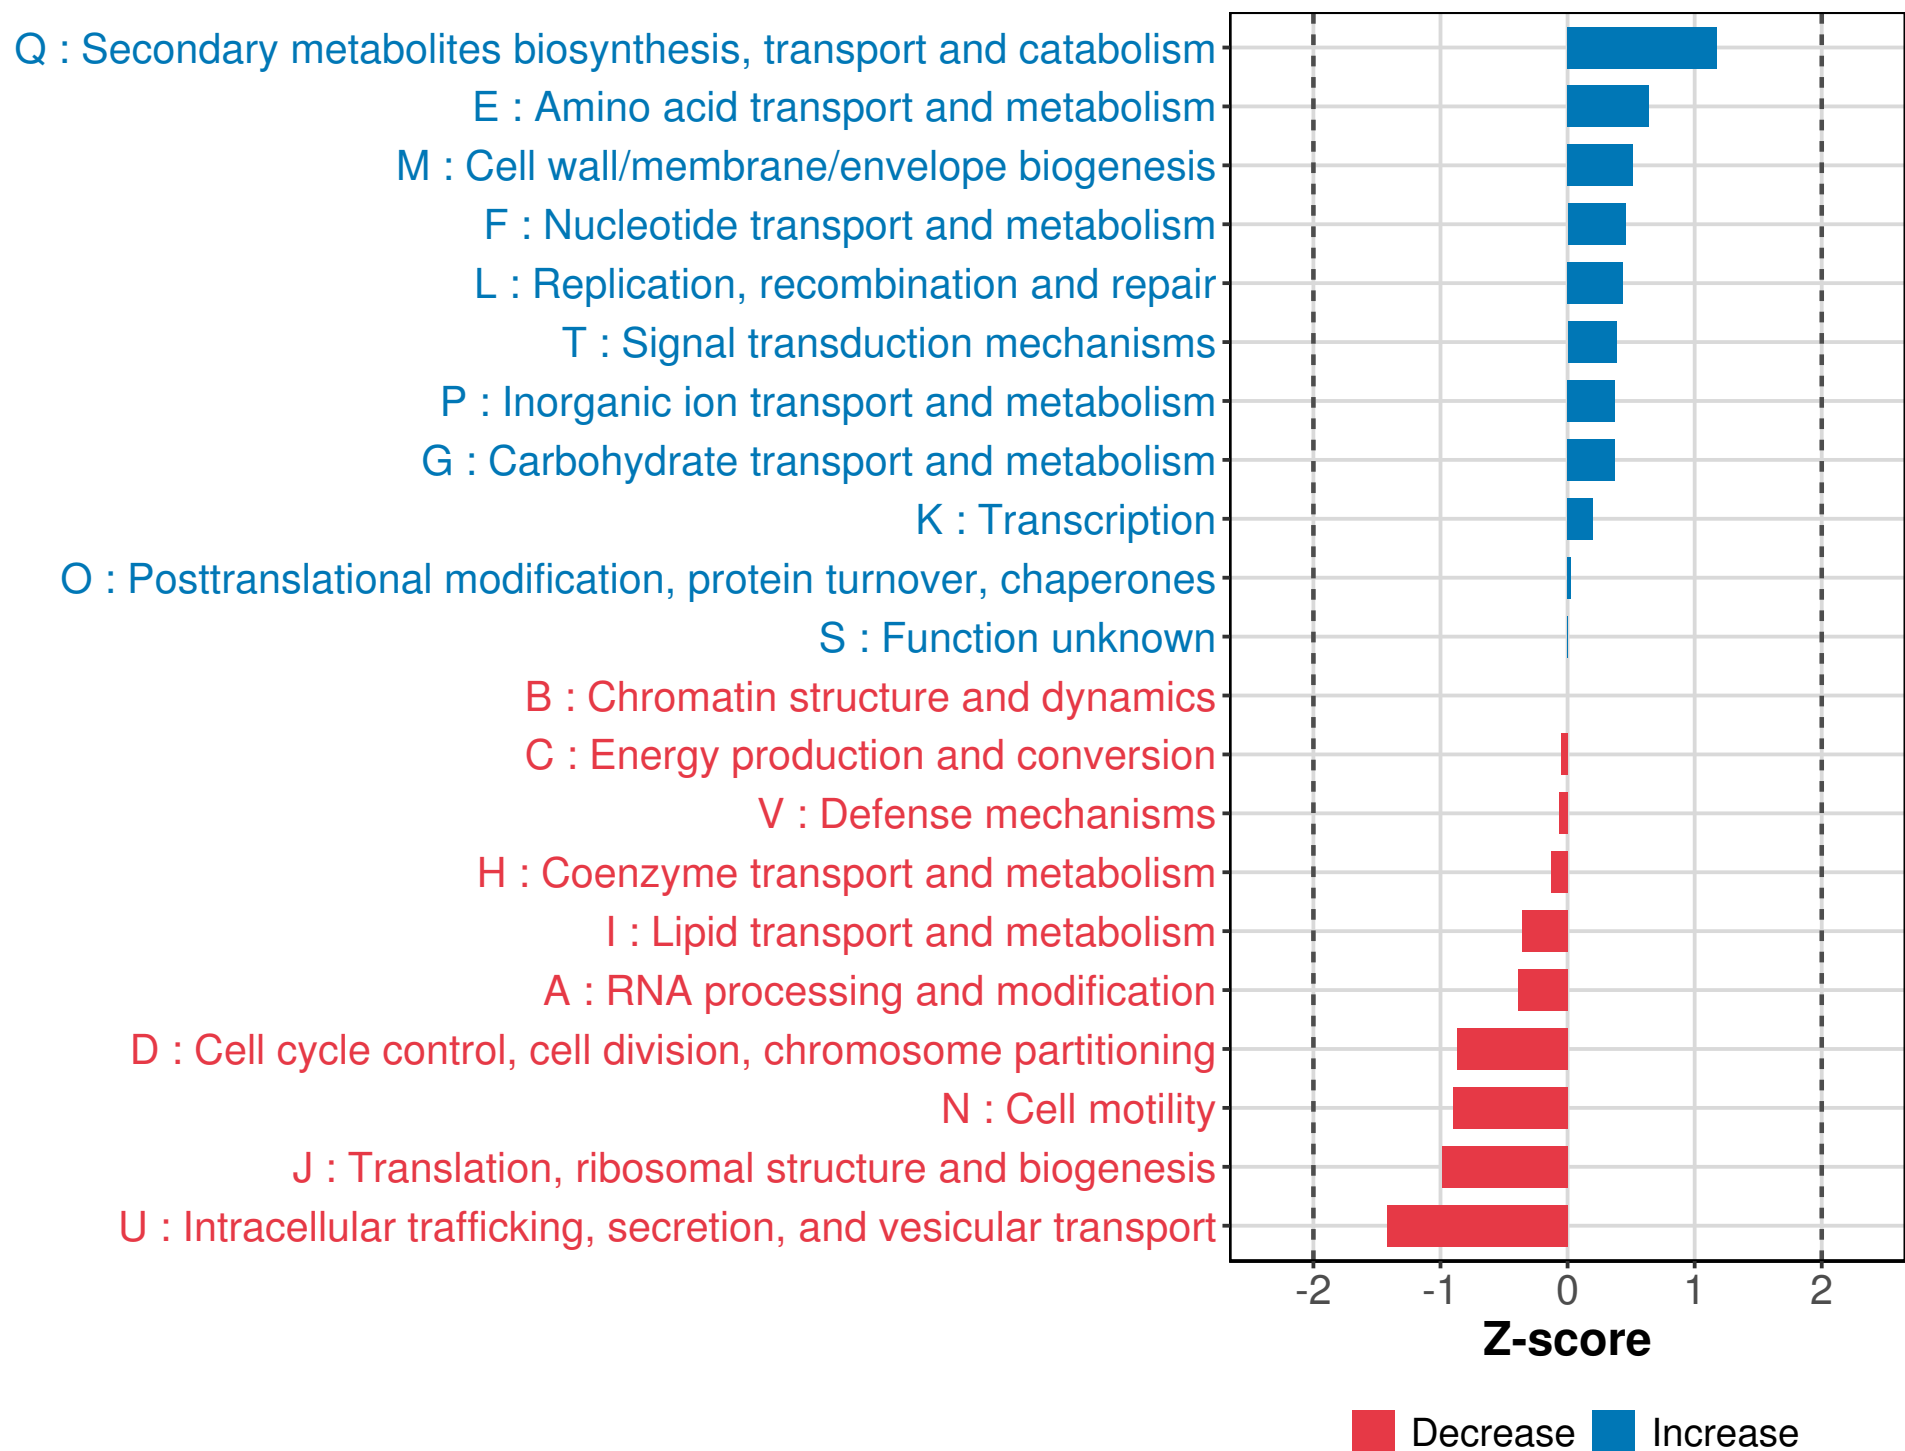 Q : Secondary metabolites biosynthesis, transport and catabolism
E : Amino acid transport and metabolism
M : Cell wall/membrane/envelope biogenesis
F : Nucleotide transport and metabolism
L : Replication, recombination and repair
T : Signal transduction mechanisms
P : Inorganic ion transport and metabolism
G : Carbohydrate transport and metabolism
K : Transcription
O : Posttranslational modification, protein turnover, chaperones
S : Function unknown
B : Chromatin structure and dynamics
C : Energy production and conversion
V : Defense mechanisms
H : Coenzyme transport and metabolism
I : Lipid transport and metabolism
A : RNA processing and modification
D : Cell cycle control, cell division, chromosome partitioning
N : Cell motility
J : Translation, ribosomal structure and biogenesis
U : Intracellular trafficking, secretion, and vesicular transport
-2 -1 0 1 2
Z-score
Decrease Increase